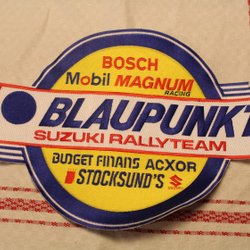 BOSCH
Mobil MAGNUM
RACING
BLAUPUNKT
SUZUKI RALLYTEAM
BUDGET FINANS ACXOR
STOCKSUND'S